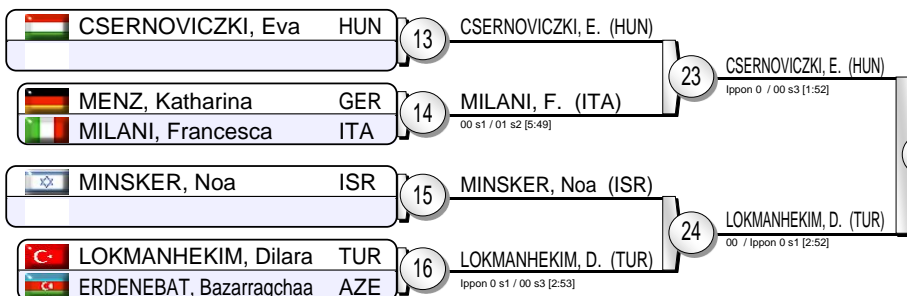 CSERNOVICZKI, Eva HUN
13
CSERNOVICZKI, E. (HUN)
23
CSERNOVICZKI, E. (HUN)
Ippon 0 / 00 s3 [1:52]
MENZ, Katharina GER
MILANI, Francesca ITA
14
MILANI, F. (ITA)
00 s1 / 01 s2 [5:49]
MINSKER, Noa ISR
15
MINSKER, Noa (ISR)
24
LOKMANHEKIM, D. (TUR)
00 / Ippon 0 s1 [2:52]
LOKMANHEKIM, Dilara TUR
ERDENEBAT, Bazarragchaa AZE
16
LOKMANHEKIM, D. (TUR)
Ippon 0 s1 / 00 s3 [2:53]